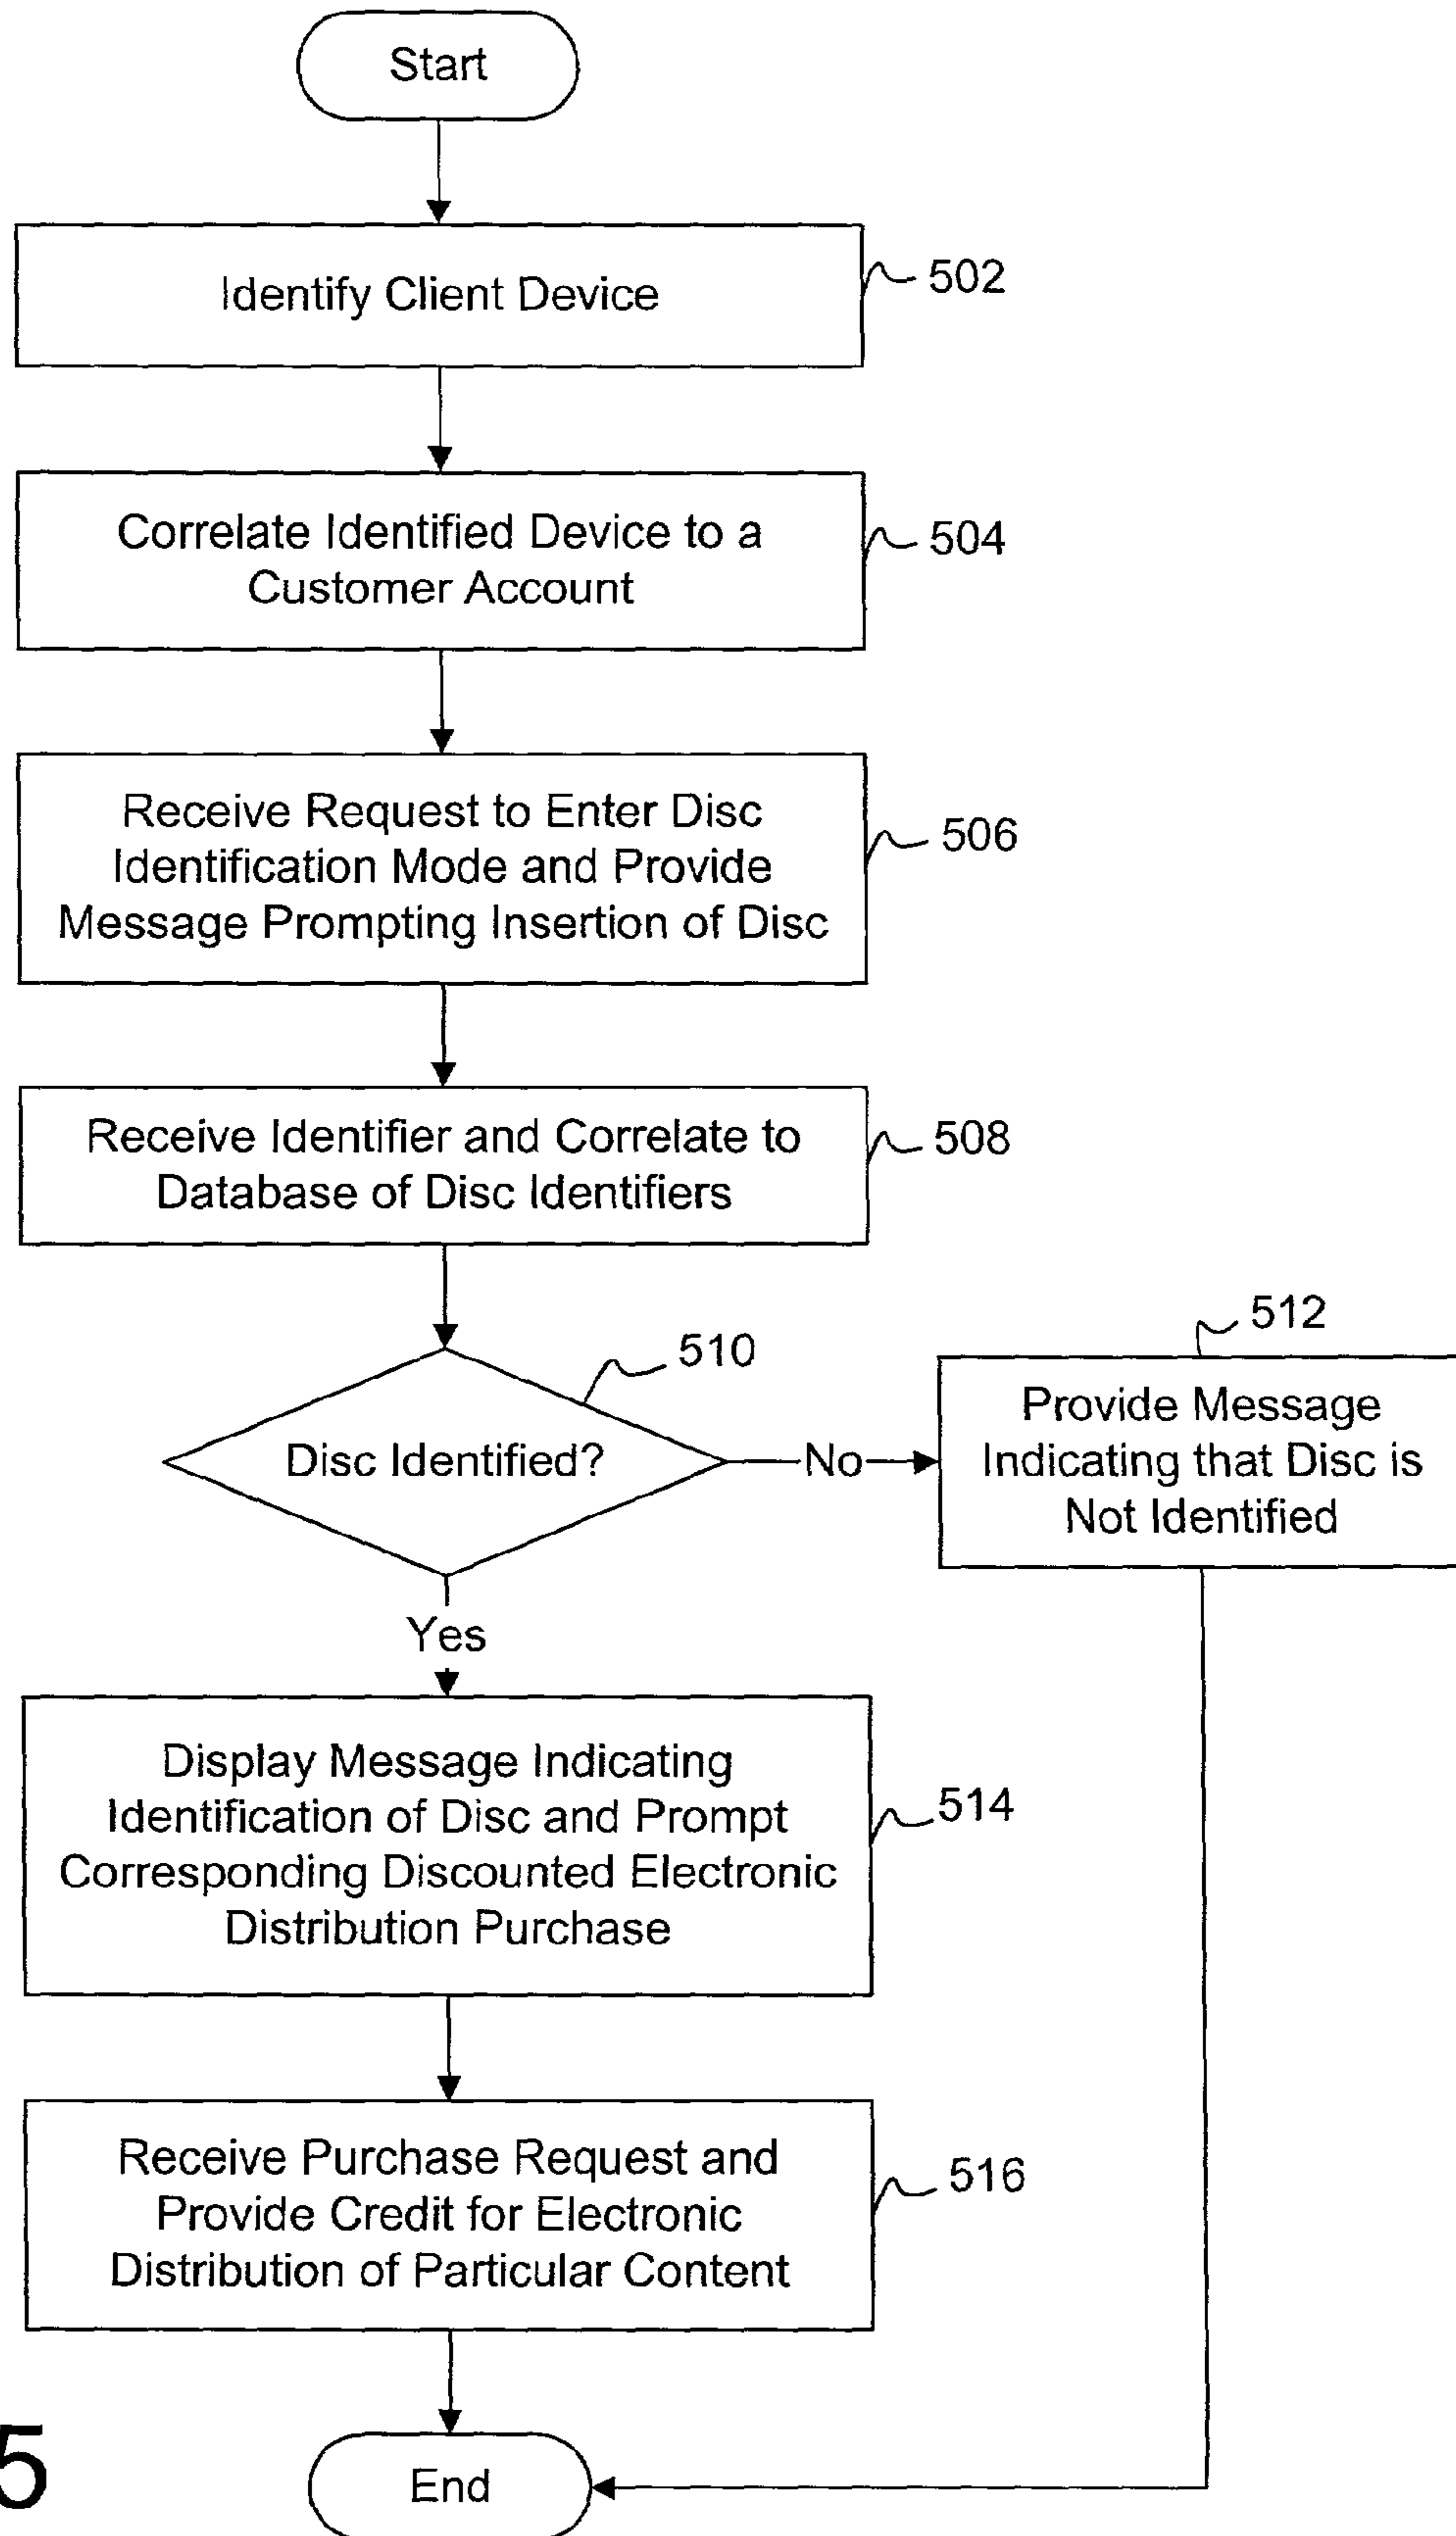 Start
Identify Client Device
502
Correlate Identified Device to a
Customer Account
504
Receive Request to Enter Disc
Identification Mode and Provide
Message Prompting Insertion of Disc
506
Receive Identifier and Correlate to
Database of Disc Identifiers
508
510
Disc Identified?
No
512
Provide Message
Indicating that Disc is
Not Identified
Yes
Display Message Indicating
Identification of Disc and Prompt
Corresponding Discounted Electronic
Distribution Purchase
514
Receive Purchase Request and
Provide Credit for Electronic
Distribution of Particular Content
516
End
5